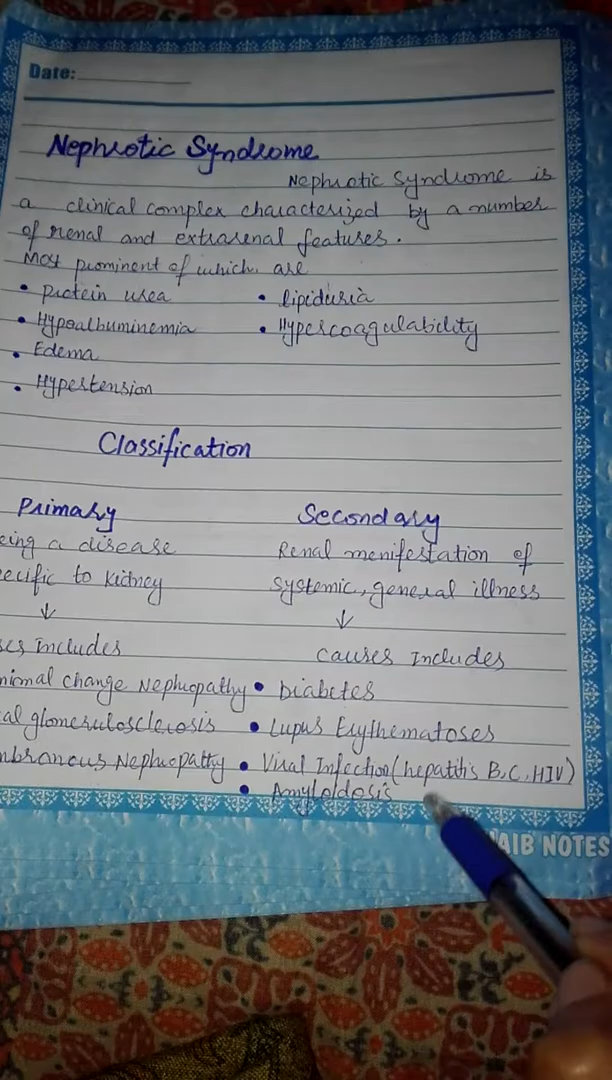 Date:
Nephrotic Syndrome
Nephrotic Syndrome is
a clinical complex characterized by a number
of renal and extrarenal features.
Most prominent of which are
• Protein urea
• lipiduria
• Hypoalbuminemia
• Hypercoagulability
• Edema
• Hypertension
Classification
Primary
Secondary
eing a disease
Renal menifestation of
ecific to kidney
systemic, general illness
↓
↓
ses Includes
Causes Includes
nional change Nephropathy
• Diabetes
al glomerulosclerosis
• Lupus Erythematoses
mbranous Nephropathy
• Viral Infection (hepatitis B, C, HIV)
• Amyloidosis
AIB NOTES